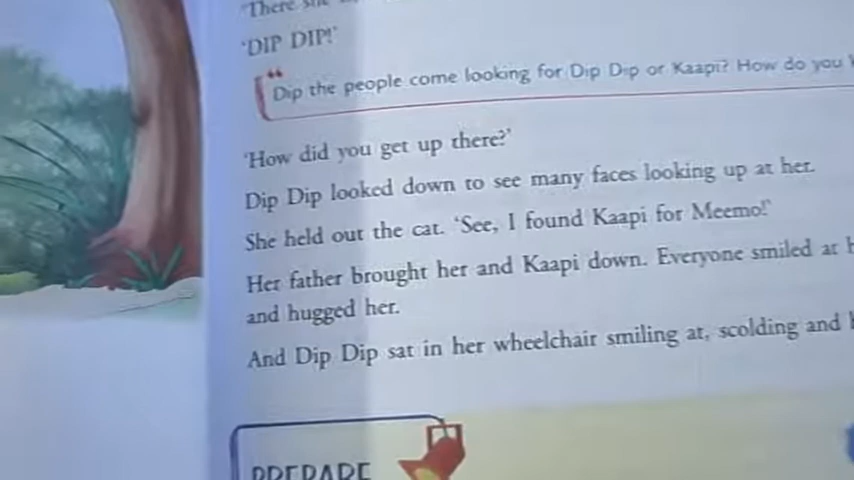 'There
'DIP DIP!'
Dip the people come looking for Dip Dip or Kaapi? How do you
'How did you get up there?'
Dip Dip looked down to see many faces looking up at her.
She held out the cat. 'See, I found Kaapi for Meemo!'
Her father brought her and Kaapi down. Everyone smiled at
and hugged her.
And Dip Dip sat in her wheelchair smiling at, scolding and
PREPARE